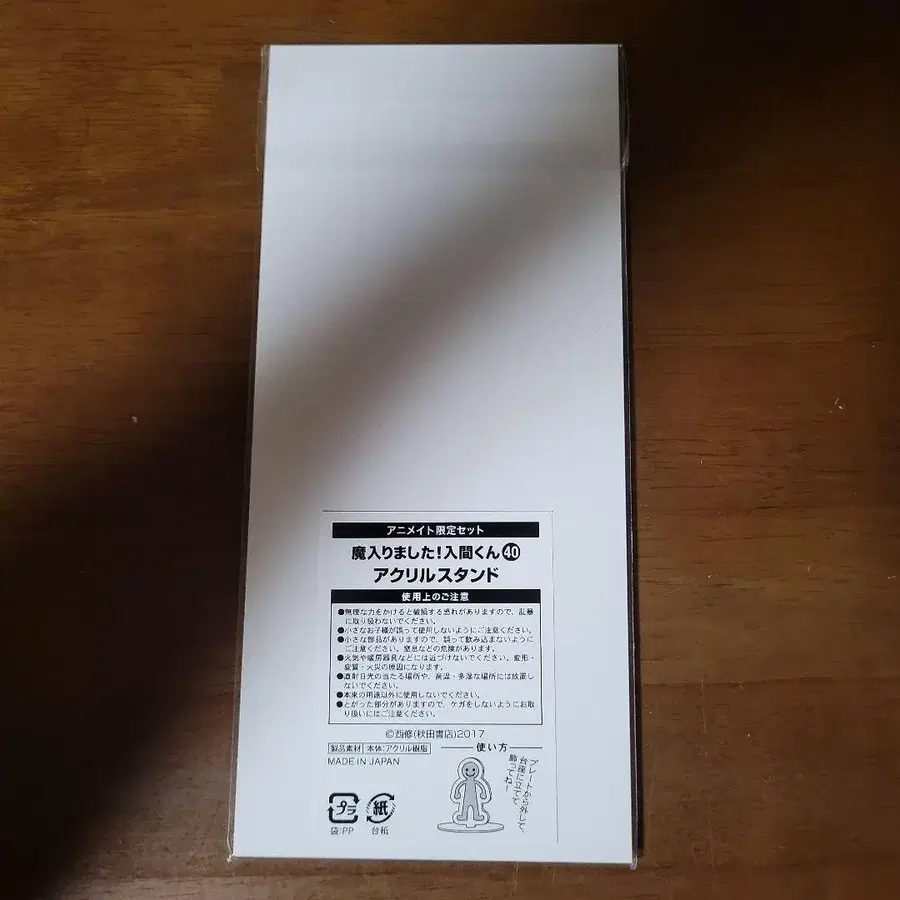 アニメイト限定セット
魔入りました!入間くん㊵
アクリルスタンド
使用上のご注意
●無理な力をかけると破損する恐れがありますので、乱暴
に取り扱わないでください。
●小さなお子様が誤って使用しないようにご注意ください。
●小さな部品がありますので、誤って飲み込まないように
ご注意ください。窒息などの危険があります。
●火気や暖房器具などには近づけないでください。変形・
変質・火災の原因になります。
●直射日光の当たる場所や、高温・多湿な場所には放置し
ないでください。
●本来の用途以外に使用しないでください。
●とがった部分がありますので、ケガをしないようにお取
り扱いにはご注意ください。
©西修(秋田書店)2017
製品素材 本体:アクリル樹脂
MADE IN JAPAN
使い方
プレートから外して、
台座に立てて
飾ってね!
プラ
袋:PP
紙
台紙